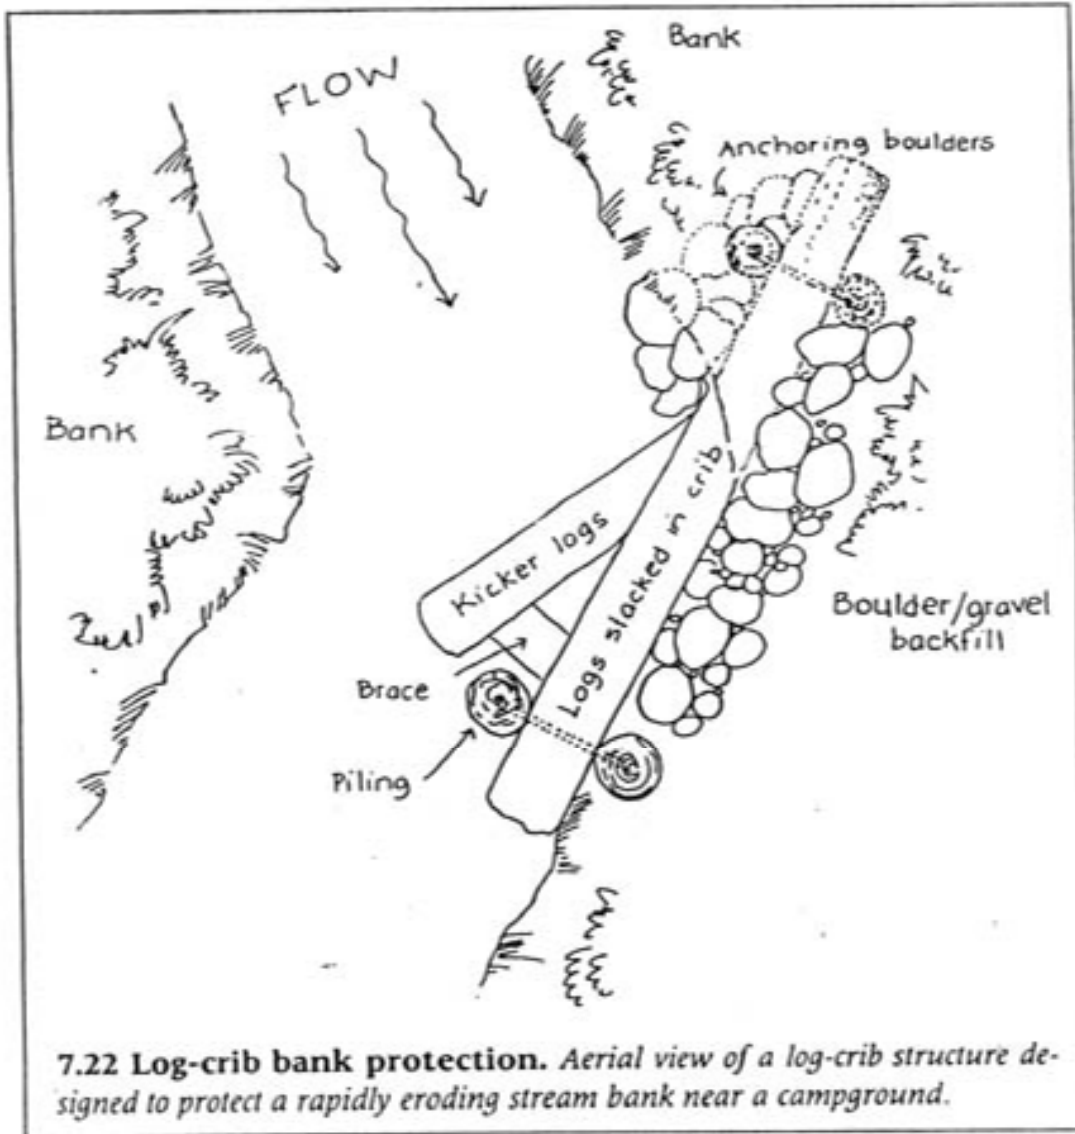 Bank
FLOW
Anchoring boulders
Bank
Kicker logs
Logs stacked in crib
Boulder/gravel
backfill
Brace
Piling
7.22 Log-crib bank protection. Aerial view of a log-crib structure de-
signed to protect a rapidly eroding stream bank near a campground.